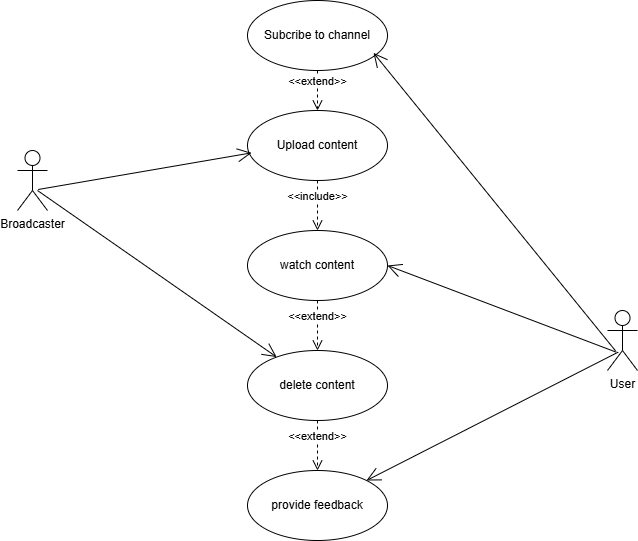 Subcribe to channel
<<extend>>
Upload content
<<include>>
Broadcaster
watch content
<<extend>>
delete content
User
<<extend>>
provide feedback